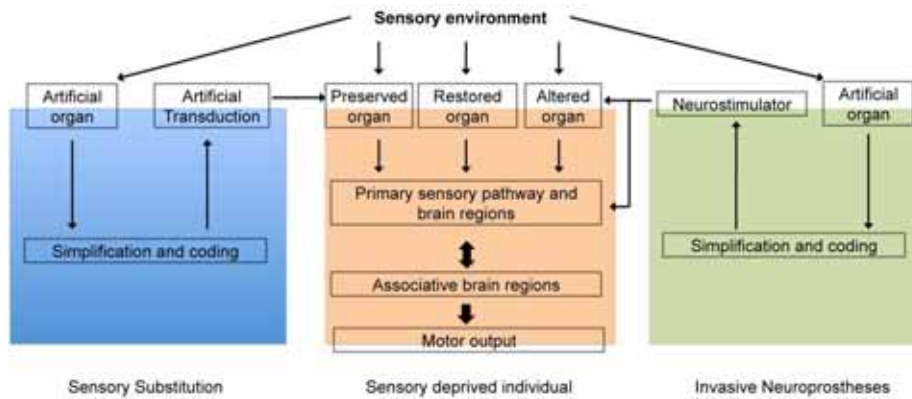 Sensory environment
Artificial
organ
Artificial
Transduction
Preserved
organ
Restored
organ
Altered
organ
Neurostimulator
Artificial
organ
Primary sensory pathway and
brain regions
Simplification and coding
Simplification and coding
Associative brain regions
Motor output
Sensory Substitution
Sensory deprived individual
Invasive Neuroprostheses